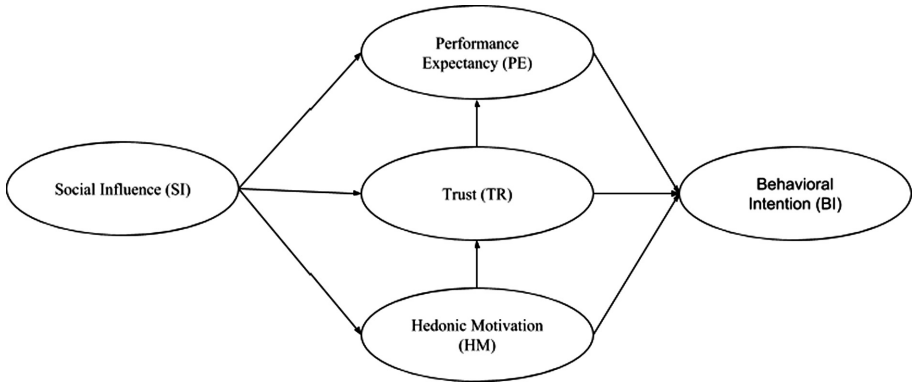 Performance
Expectancy (PE)
Social Influence (SI)
Trust (TR)
Behavioral
Intention (BI)
Hedonic Motivation
(HM)